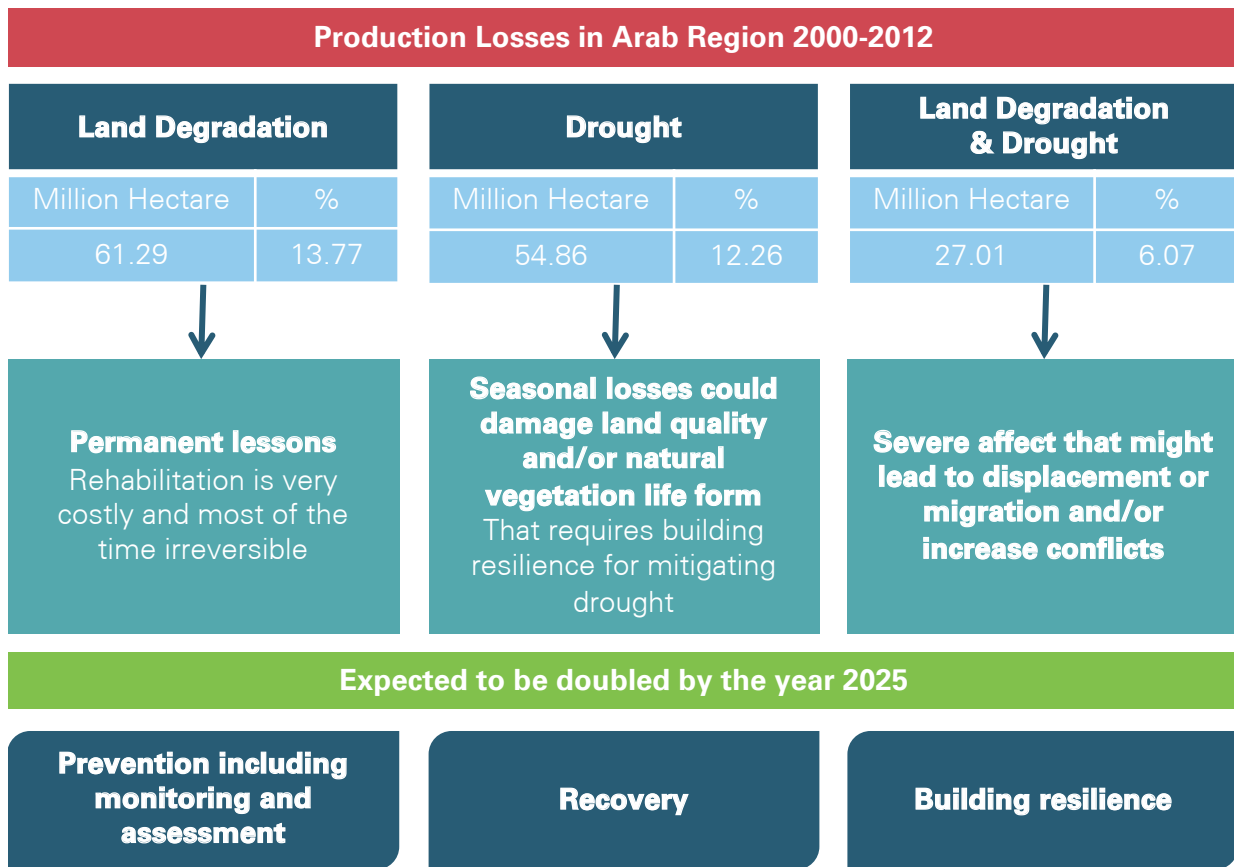 Production Losses in Arab Region 2000-2012
Land Degradation
Million Hectare %
61.29 13.77
Permanent lessons
Rehabilitation is very
costly and most of the
time irreversible
Drought
Million Hectare %
54.86 12.26
Seasonal losses could
damage land quality
and/or natural
vegetation life form
That requires building
resilience for mitigating
drought
Land Degradation
& Drought
Million Hectare %
27.01 6.07
Severe affect that might
lead to displacement or
migration and/or
increase conflicts
Expected to be doubled by the year 2025
Prevention including
monitoring and
assessment
Recovery
Building resilience